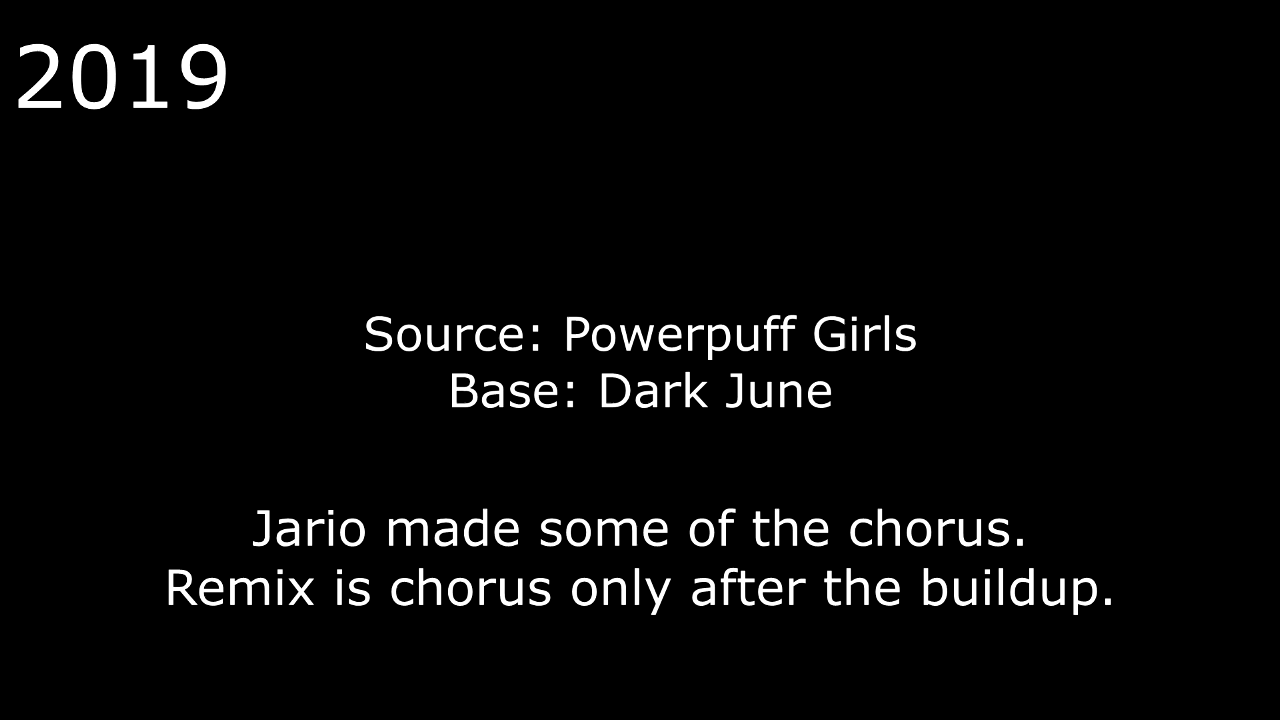 2019
Source: Powerpuff Girls
Base: Dark June
Jario made some of the chorus.
Remix is chorus only after the buildup.